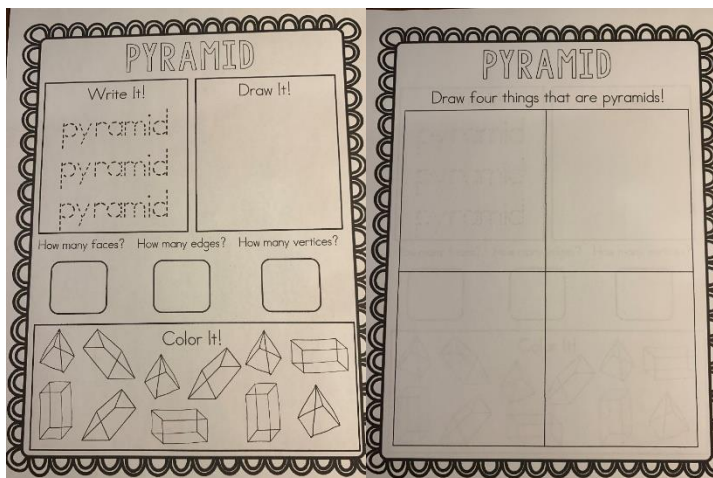 PYRAMID
Write It!
pyramid
pyramid
pyramid
Draw It!
How many faces? How many edges? How many vertices?
Color It!
PYRAMID
Draw four things that are pyramids!